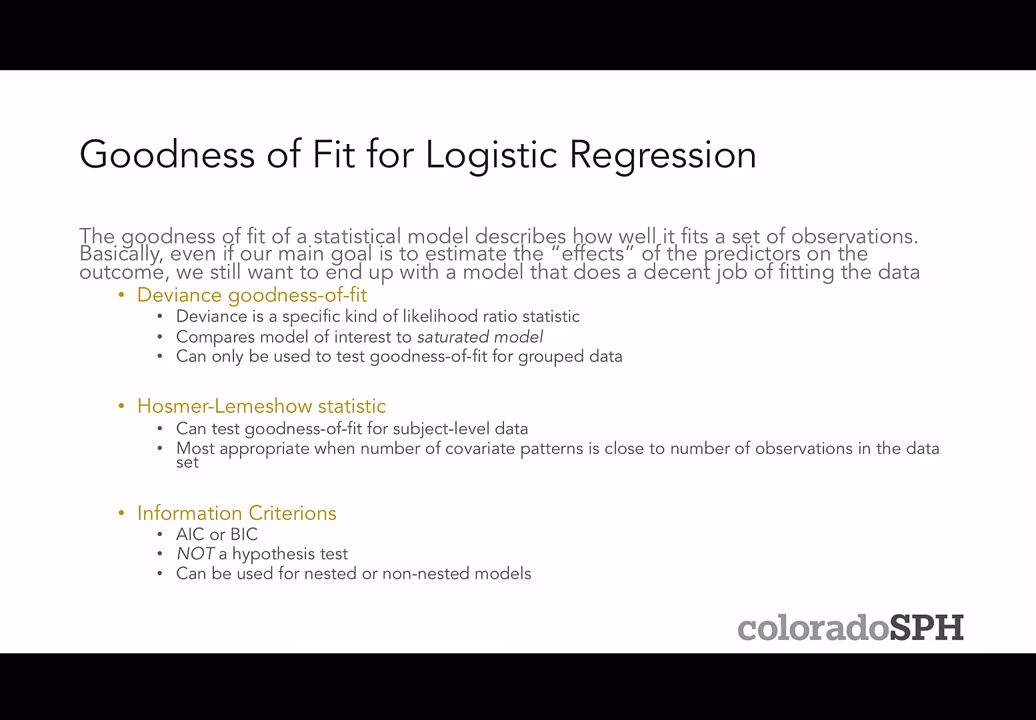 Goodness of Fit for Logistic Regression
The goodness of fit of a statistical model describes how well it fits a set of observations.
Basically, even if our main goal is to estimate the “effects” of the predictors on the
outcome, we still want to end up with a model that does a decent job of fitting the data
• Deviance goodness-of-fit
• Deviance is a specific kind of likelihood ratio statistic
• Compares model of interest to saturated model
• Can only be used to test goodness-of-fit for grouped data
• Hosmer-Lemeshow statistic
• Can test goodness-of-fit for subject-level data
• Most appropriate when number of covariate patterns is close to number of observations in the data
set
• Information Criterions
• AIC or BIC
• NOT a hypothesis test
• Can be used for nested or non-nested models
coloradoSPH